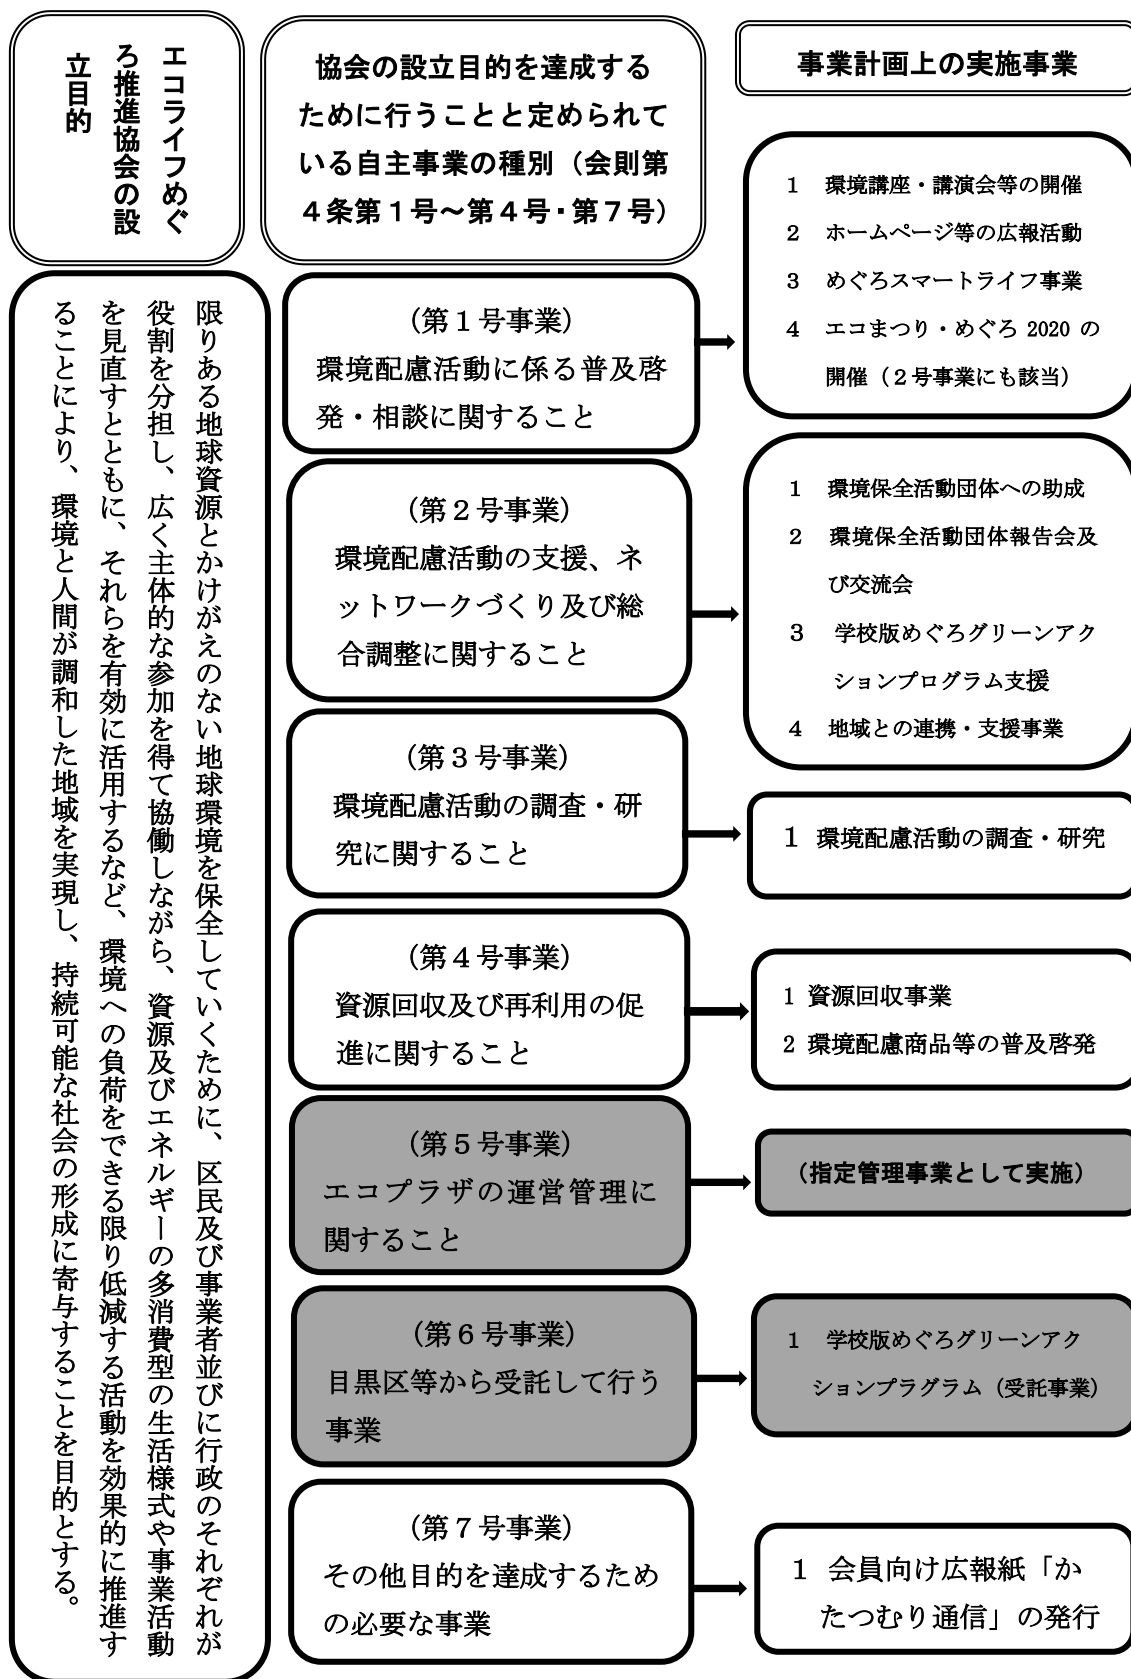 エコライフめぐ
ろ推進協会の設
立目的
限りある地球資源とかけがえのない地球環境を保全していくために、区民及び事業者並びに行政のそれぞれが
役割を分担し、広く主体的な参加を得て協働しながら、資源及びエネルギーの多消費型の生活様式や事業活動
を見直すとともに、それらを有効に活用するなど、環境への負荷をできる限り低減する活動を効果的に推進す
ることにより、環境と人間が調和した地域を実現し、持続可能な社会の形成に寄与することを目的とする。
協会の設立目的を達成する
ために行うことと定められて
いる自主事業の種別（会則第
４条第１号～第４号・第７号）
事業計画上の実施事業
（第１号事業）
環境配慮活動に係る普及啓
発・相談に関すること
1 環境講座・講演会等の開催
2 ホームページ等の広報活動
3 めぐろスマートライフ事業
4 エコまつり・めぐろ 2020 の
開催（２号事業にも該当）
（第２号事業）
環境配慮活動の支援、ネ
ットワークづくり及び総
合調整に関すること
1 環境保全活動団体への助成
2 環境保全活動団体報告会及
び交流会
3 学校版めぐろグリーンアク
ションプログラム支援
4 地域との連携・支援事業
（第３号事業）
環境配慮活動の調査・研
究に関すること
1 環境配慮活動の調査・研究
（第４号事業）
資源回収及び再利用の促
進に関すること
1 資源回収事業
2 環境配慮商品等の普及啓発
（第５号事業）
エコプラザの運営管理に
関すること
（指定管理事業として実施）
（第６号事業）
目黒区等から受託して行う
事業
1 学校版めぐろグリーンアク
ションプラグラム（受託事業）
（第７号事業）
その他目的を達成するため
の必要な事業
1 会員向け広報紙「か
たつむり通信」の発行